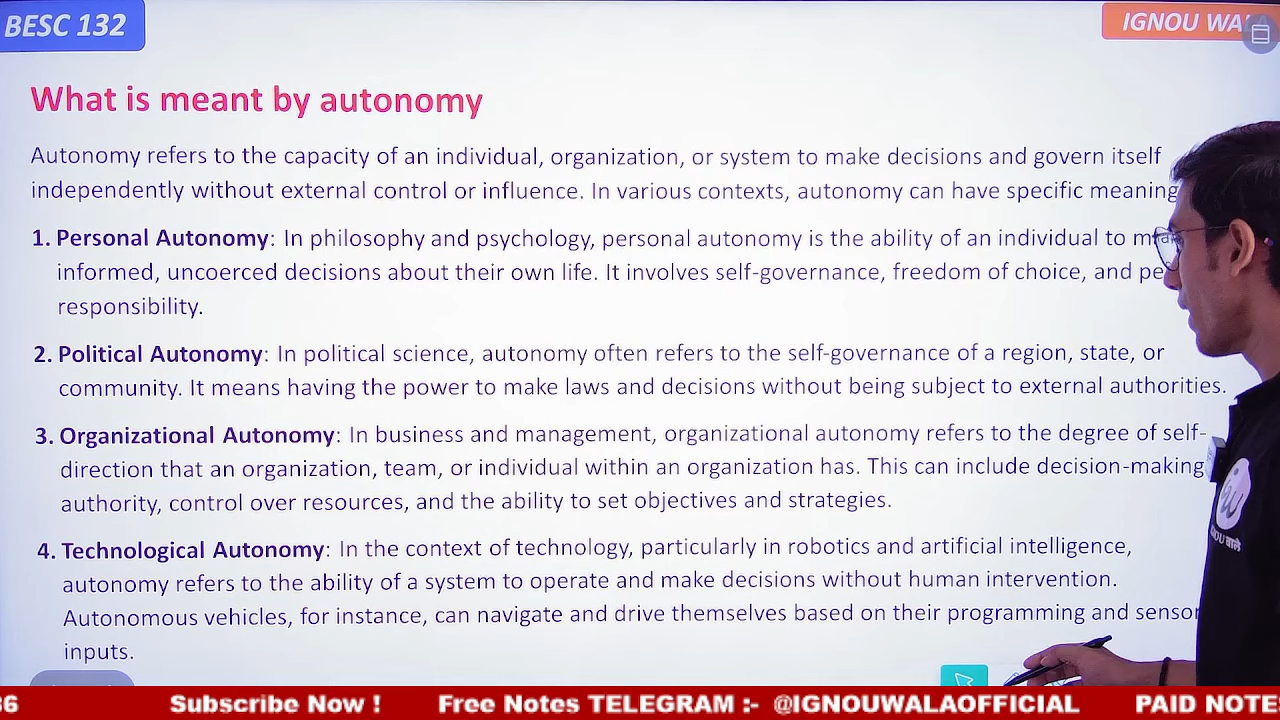 BESC 132
IGNOU WA
What is meant by autonomy
Autonomy refers to the capacity of an individual, organization, or system to make decisions and govern itself
independently without external control or influence. In various contexts, autonomy can have specific meaning
1. Personal Autonomy: In philosophy and psychology, personal autonomy is the ability of an individual to
informed, uncoerced decisions about their own life. It involves self-governance, freedom of choice, and
responsibility.
2. Political Autonomy: In political science, autonomy often refers to the self-governance of a region, state, or
community. It means having the power to make laws and decisions without being subject to external authorities.
3. Organizational Autonomy: In business and management, organizational autonomy refers to the degree of self-
direction that an organization, team, or individual within an organization has. This can include decision-making
authority, control over resources, and the ability to set objectives and strategies.
4. Technological Autonomy: In the context of technology, particularly in robotics and artificial intelligence,
autonomy refers to the ability of a system to operate and make decisions without human intervention.
Autonomous vehicles, for instance, can navigate and drive themselves based on their programming and sensor
inputs.
36 Subscribe Now ! Free Notes TELEGRAM :- @IGNOUWALAOFFICIAL PAID NOTE